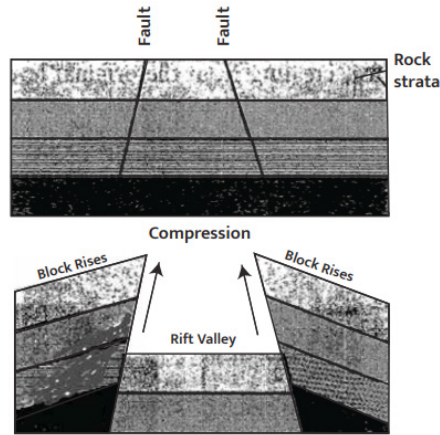 Fault
Fault
Rock
strata
Compression
Block Rises
Block Rises
Rift Valley